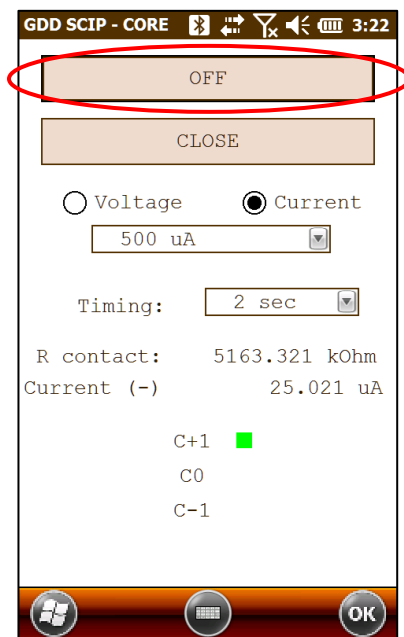 GDD SCIP - CORE 3:22
OFF
CLOSE
Voltage Current
500 uA
Timing: 2 sec
R contact: 5163.321 kOhm
Current (-) 25.021 uA
C+1
C0
C-1
OK